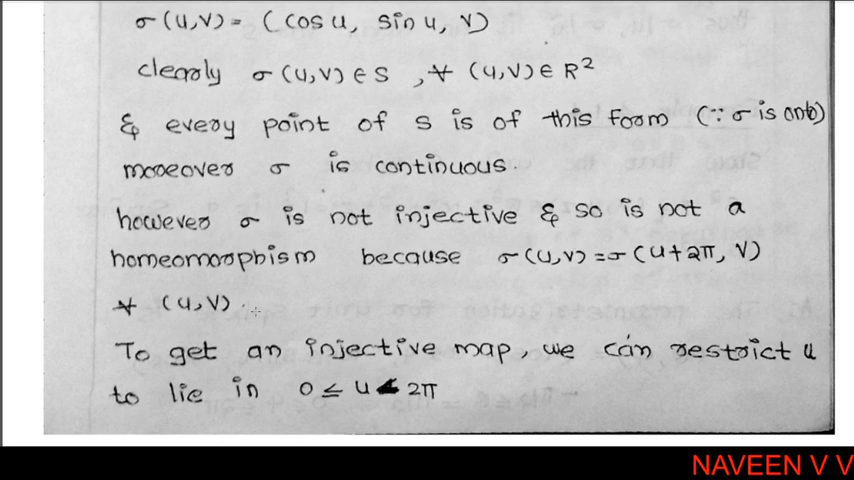 σ(u,v) = (cos u, sin u, v)
clearly σ(u,v) ∈ S , ∀ (u,v) ∈ R²
& every point of S is of this form (∵ σ is onto)
moreover σ is continuous.
however σ is not injective & so is not a
homeomorphism because σ(u,v) = σ(u+2π, v)
∀ (u,v).
To get an injective map, we can restrict u
to lie in 0 ≤ u < 2π
NAVEEN V V